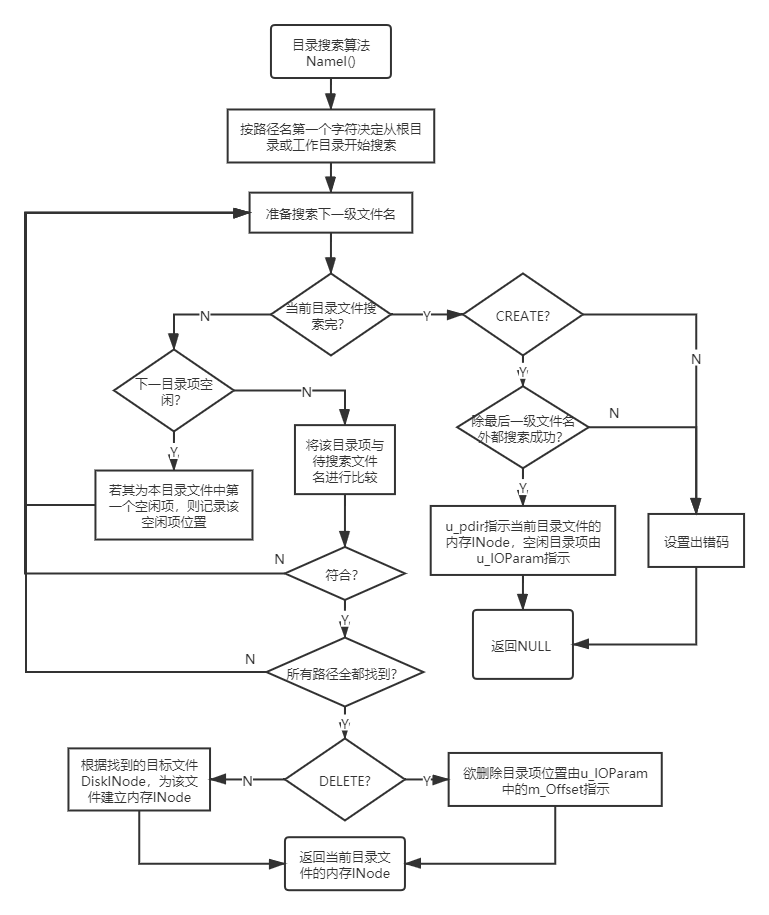 目录搜索算法
NameI()
按路径名第一个字符决定从根目
录或工作目录开始搜索
准备搜索下一级文件名
当前目录文件搜
索完?
N
Y
CREATE?
N
Y
下一目录项空
闲?
N
Y
除最后一级文件名
外都搜索成功?
N
Y
将该目录项与
待搜索文件
名进行比较
若其为本目录文件中第
一个空闲项，则记录该
空闲项位置
u_pdir指示当前目录文件的
内存INode，空闲目录项由
u_IOParam指示
设置出错码
符合?
N
Y
返回NULL
所有路径全都找到?
N
Y
DELETE?
N
Y
根据找到的目标文件
DiskINode，为该文
件建立内存INode
欲删除目录项位置由u_IOParam
中的m_Offset指示
返回当前目录文
件的内存INode